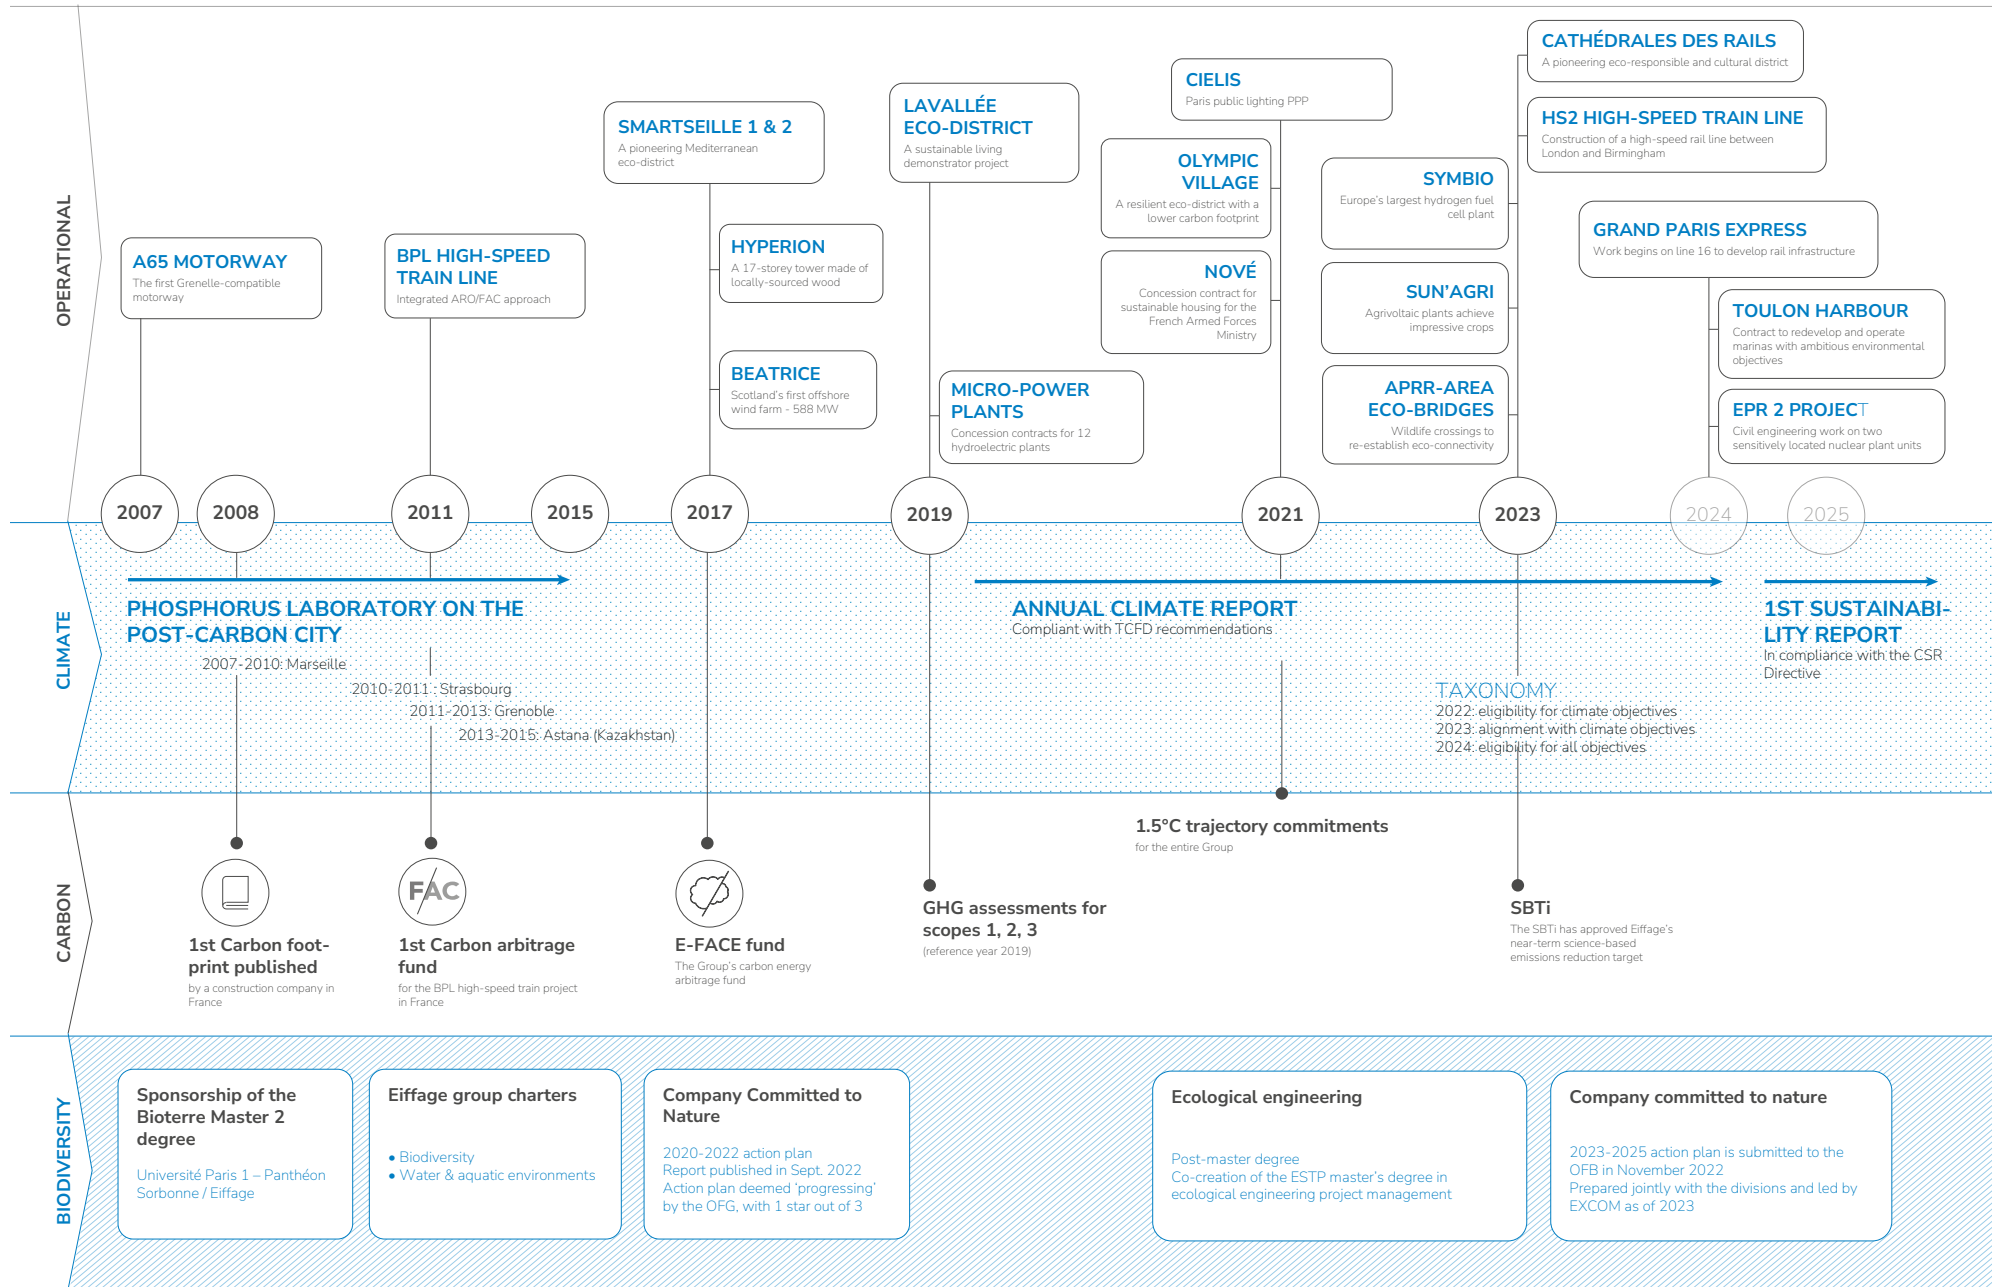 OPERATIONAL
A65 MOTORWAY
The first Grenelle-compatible
motorway
BPL HIGH-SPEED
TRAIN LINE
Integrated ARO/FAC approach
SMARTSEILLE 1 & 2
A pioneering Mediterranean
eco-district
HYPERION
A 17-storey tower made of
locally-sourced wood
BEATRICE
Scotland's first offshore
wind farm - 588 MW
LAVALLÉE
ECO-DISTRICT
A sustainable living
demonstrator project
MICRO-POWER
PLANTS
Concession contracts for 12
hydroelectric plants
CIELIS
Paris public lighting PPP
OLYMPIC
VILLAGE
A resilient eco-district with a
lower carbon footprint
NOVÉ
Concession contract for
sustainable housing for the
French Armed Forces
Ministry
CATHÉDRALES DES RAILS
A pioneering eco-responsible and cultural district
HS2 HIGH-SPEED TRAIN LINE
Construction of a high-speed rail line between
London and Birmingham
SYMBIO
Europe's largest hydrogen fuel
cell plant
SUN'AGRI
Agrivoltaic plants achieve
impressive crops
APRR-AREA
ECO-BRIDGES
Wildlife crossings to
re-establish eco-connectivity
GRAND PARIS EXPRESS
Work begins on line 16 to develop rail infrastructure
TOULON HARBOUR
Contract to redevelop and operate
marinas with ambitious environmental
objectives
EPR 2 PROJECT
Civil engineering work on two
sensitively located nuclear plant units
2007
2008
2011
2015
2017
2019
2021
2023
2024
2025
CLIMATE
PHOSPHORUS LABORATORY ON THE
POST-CARBON CITY
2007-2010: Marseille
2010-2011 : Strasbourg
2011-2013: Grenoble
2013-2015: Astana (Kazakhstan)
ANNUAL CLIMATE REPORT
Compliant with TCFD recommendations
TAXONOMY
2022: eligibility for climate objectives
2023: alignment with climate objectives
2024: eligibility for all objectives
1ST SUSTAINABI-
LITY REPORT
In compliance with the CSR
Directive
CARBON
1st Carbon foot-
print published
by a construction company in
France
FAC
1st Carbon arbitrage
fund
for the BPL high-speed train project
in France
E-FACE fund
The Group's carbon energy
arbitrage fund
GHG assessments for
scopes 1, 2, 3
(reference year 2019)
1.5°C trajectory commitments
for the entire Group
SBTi
The SBTi has approved Eiffage's
near-term science-based
emissions reduction target
BIODIVERSITY
Sponsorship of the
Bioterre Master 2
degree
Université Paris 1 – Panthéon
Sorbonne / Eiffage
Eiffage group charters
• Biodiversity
• Water & aquatic environments
Company Committed to
Nature
2020-2022 action plan
Report published in Sept. 2022
Action plan deemed 'progressing'
by the OFG, with 1 star out of 3
Ecological engineering
Post-master degree
Co-creation of the ESTP master's degree in
ecological engineering project management
Company committed to nature
2023-2025 action plan is submitted to the
OFB in November 2022
Prepared jointly with the divisions and led by
EXCOM as of 2023